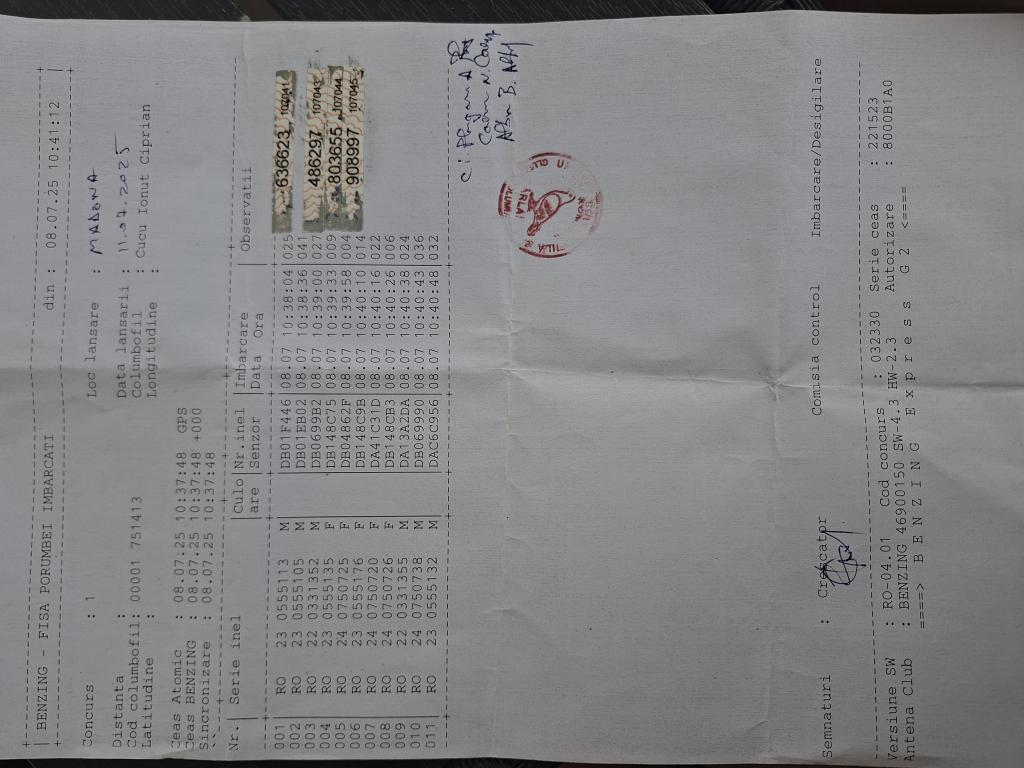 BENZING - FISA PORUMBEI IMBARCATI din : 08.07.25 10:41:12
Concurs : 1 Loc lansare : MADONA
Distanta : Data lansarii : 11.07.2025
Cod columbofil: 00001 751413 Columbofil : Cucu Ionut Ciprian
Latitudine : Longitudine :
Ceas Atomic : 08.07.25 10:37:48 GPS
Ceas BENZING : 08.07.25 10:37:48 +000
Sincronizare : 08.07.25 10:37:48
Nr. | Serie inel | Culo | Nr.inel | Imbarcare | Observatii
are | Senzor | Data Ora
001 | RO 23 0555113 M | DB01F446 08.07 10:38:04 025 636623 107041
002 | RO 23 0555105 M | DB01EB02 08.07 10:38:36 041
003 | RO 22 0331352 M | DB0699B2 08.07 10:39:00 027 486297 107043
004 | RO 23 0555135 F | DB148C75 08.07 10:39:33 009 803655 107044
005 | RO 24 0750725 F | DB04862F 08.07 10:39:58 004 908997 107045
006 | RO 23 0555176 F | DB148C9B 08.07 10:40:10 014
007 | RO 24 0750720 F | DA41C31D 08.07 10:40:16 022
008 | RO 24 0750726 F | DB148CB3 08.07 10:40:26 006
009 | RO 22 0331355 M | DA13A2DA 08.07 10:40:38 024
010 | RO 24 0750738 M | DB069990 08.07 10:40:43 036
011 | RO 23 0555132 M | DAC6C956 08.07 10:40:48 032
Semnaturi : Crescator Comusia control Imbarcare/Desigilare
Versiune SW : RO-04.01 Cod concurs : 032330 Serie ceas : 221523
Antena Club : BENZING 46900150 SW-4.3 HW-2.3 Autorizare : 8000B1A0
====> B E N Z I N G E x p r e s s G 2 <====